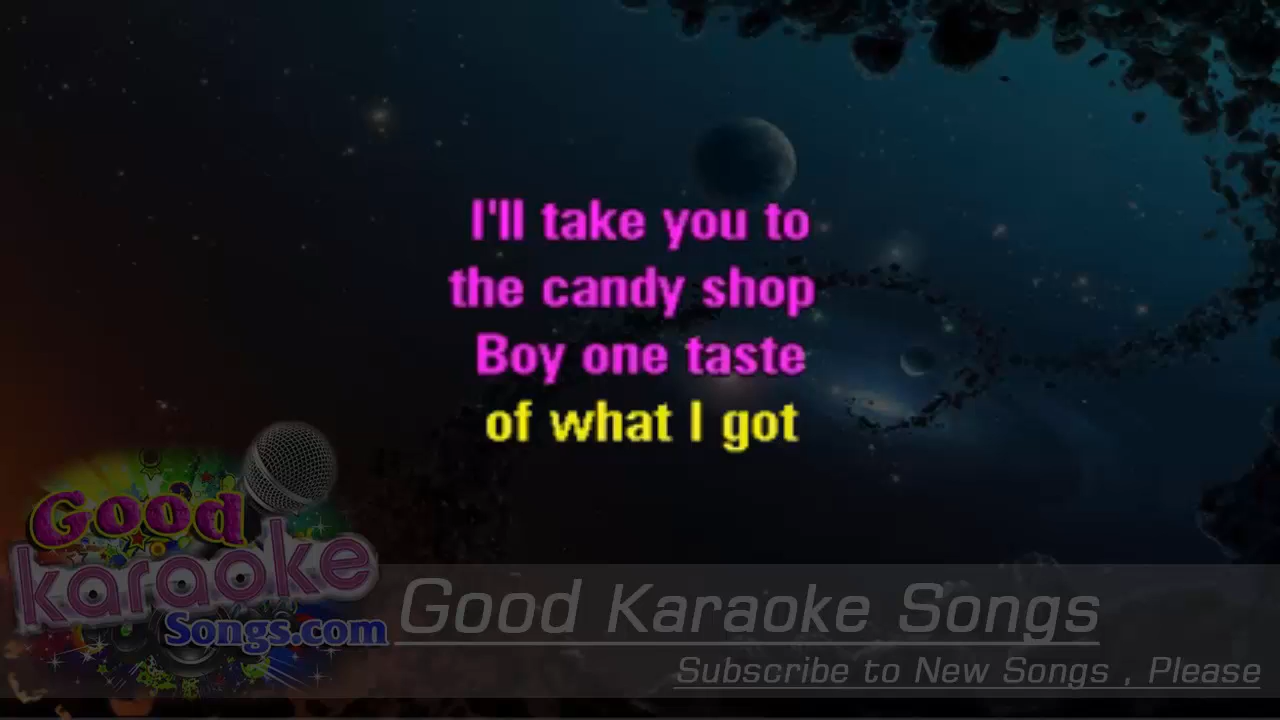 I'll take you to
the candy shop
Boy one taste
of what I got
Good
karaoke
Songs.com
Good Karaoke Songs
Subscribe to New Songs , Please